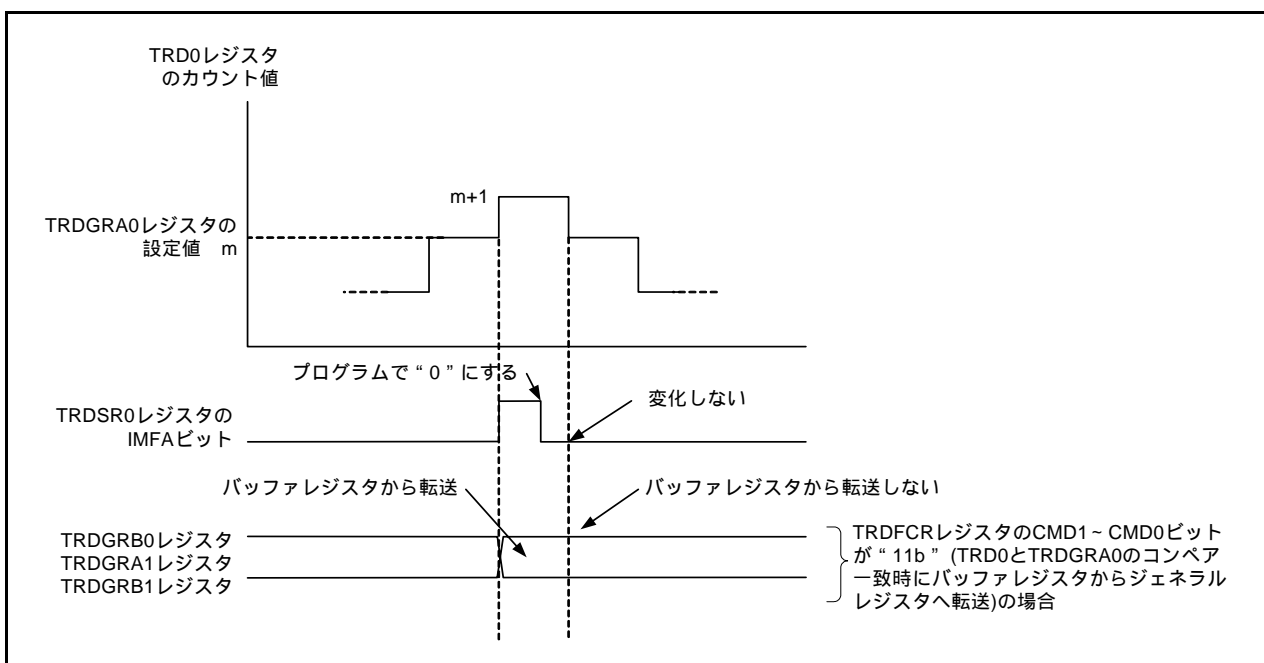 TRD0レジスタ
のカウント値
m+1
TRDGRA0レジスタの
設定値 m
プログラムで“0”にする
変化しない
TRDSR0レジスタの
IMFAビット
バッファレジスタから転送
バッファレジスタから転送しない
TRDGRB0レジスタ
TRDGRA1レジスタ
TRDGRB1レジスタ
TRDFCRレジスタのCMD1~CMD0ビット
が“11b”(TRD0とTRDGRA0のコンペア
一致時にバッファレジスタからジェネラル
レジスタへ転送)の場合